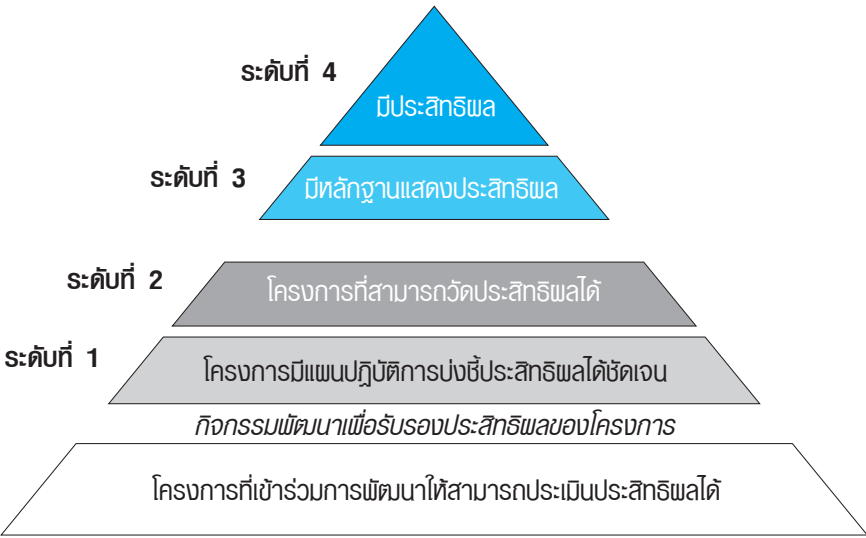 ระดับที่ 4
มีประสิทธิผล
ระดับที่ 3
มีหลักฐานแสดงประสิทธิผล
ระดับที่ 2
โครงการที่สามารถวัดประสิทธิผลได้
ระดับที่ 1
โครงการมีแผนปฎิบัติการบ่งชี้ประสิทธิผลได้ชัดเจน
กิจกรรมพัฒนาเพื่อรับรองประสิทธิผลของโครงการ
โครงการที่เข้าร่วมการพัฒนาให้สามารถประเมินประสิทธิผลได้